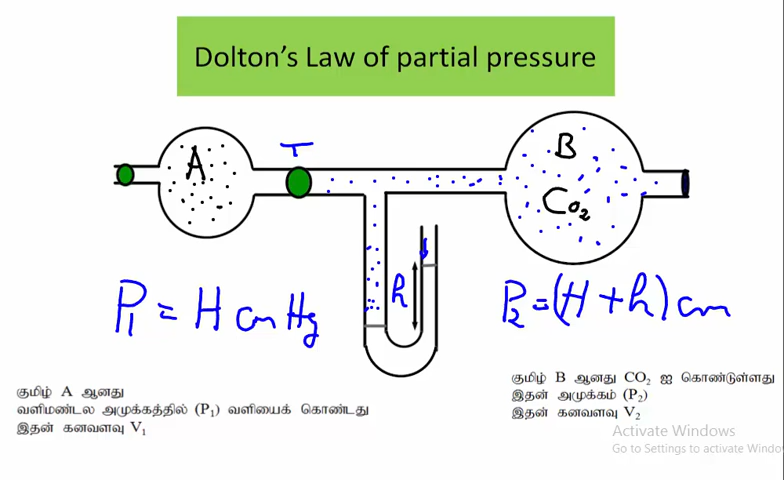 Dolton's Law of partial pressure
T
A
B
CO₂
h
P₁ = H cm Hg
P₂ = (H + h) cm
குமிழ் A ஆனது
வளிமண்டல அமுக்கத்தில் (P₁) வளியைக் கொண்டது
இதன் கனவளவு V₁
குமிழ் B ஆனது CO₂ ஐ கொண்டுள்ளது
இதன் அமுக்கம் (P₂)
இதன் கனவளவு V₂
Activate Windows
Go to Settings to activate Windo